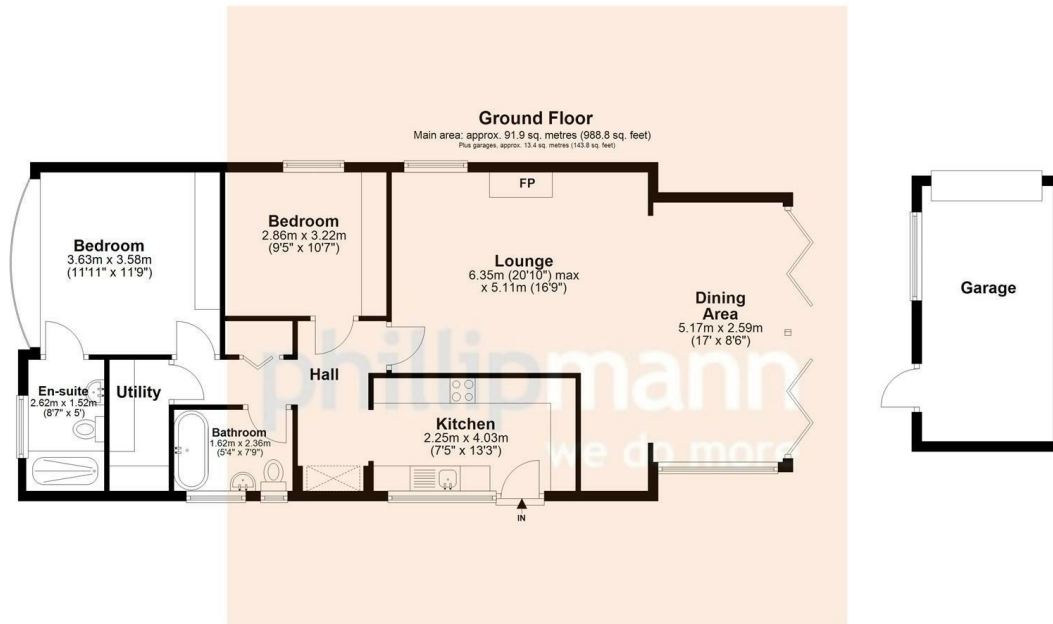 Ground Floor
Main area: approx. 91.9 sq. metres (988.8 sq. feet)
Plus garages, approx. 13.4 sq. metres (143.8 sq. feet)
FP
Bedroom
3.63m x 3.58m
(11'11" x 11'9")
Bedroom
2.86m x 3.22m
(9'5" x 10'7")
Lounge
6.35m (20'10") max
x 5.11m (16'9")
Dining
Area
5.17m x 2.59m
(17' x 8'6")
Garage
En-suite
2.62m x 1.52m
(8'7" x 5')
Utility
Hall
Bathroom
1.62m x 2.36m
(5'4" x 7'9")
Kitchen
2.25m x 4.03m
(7'5" x 13'3")
IN
phillipmann
we do more